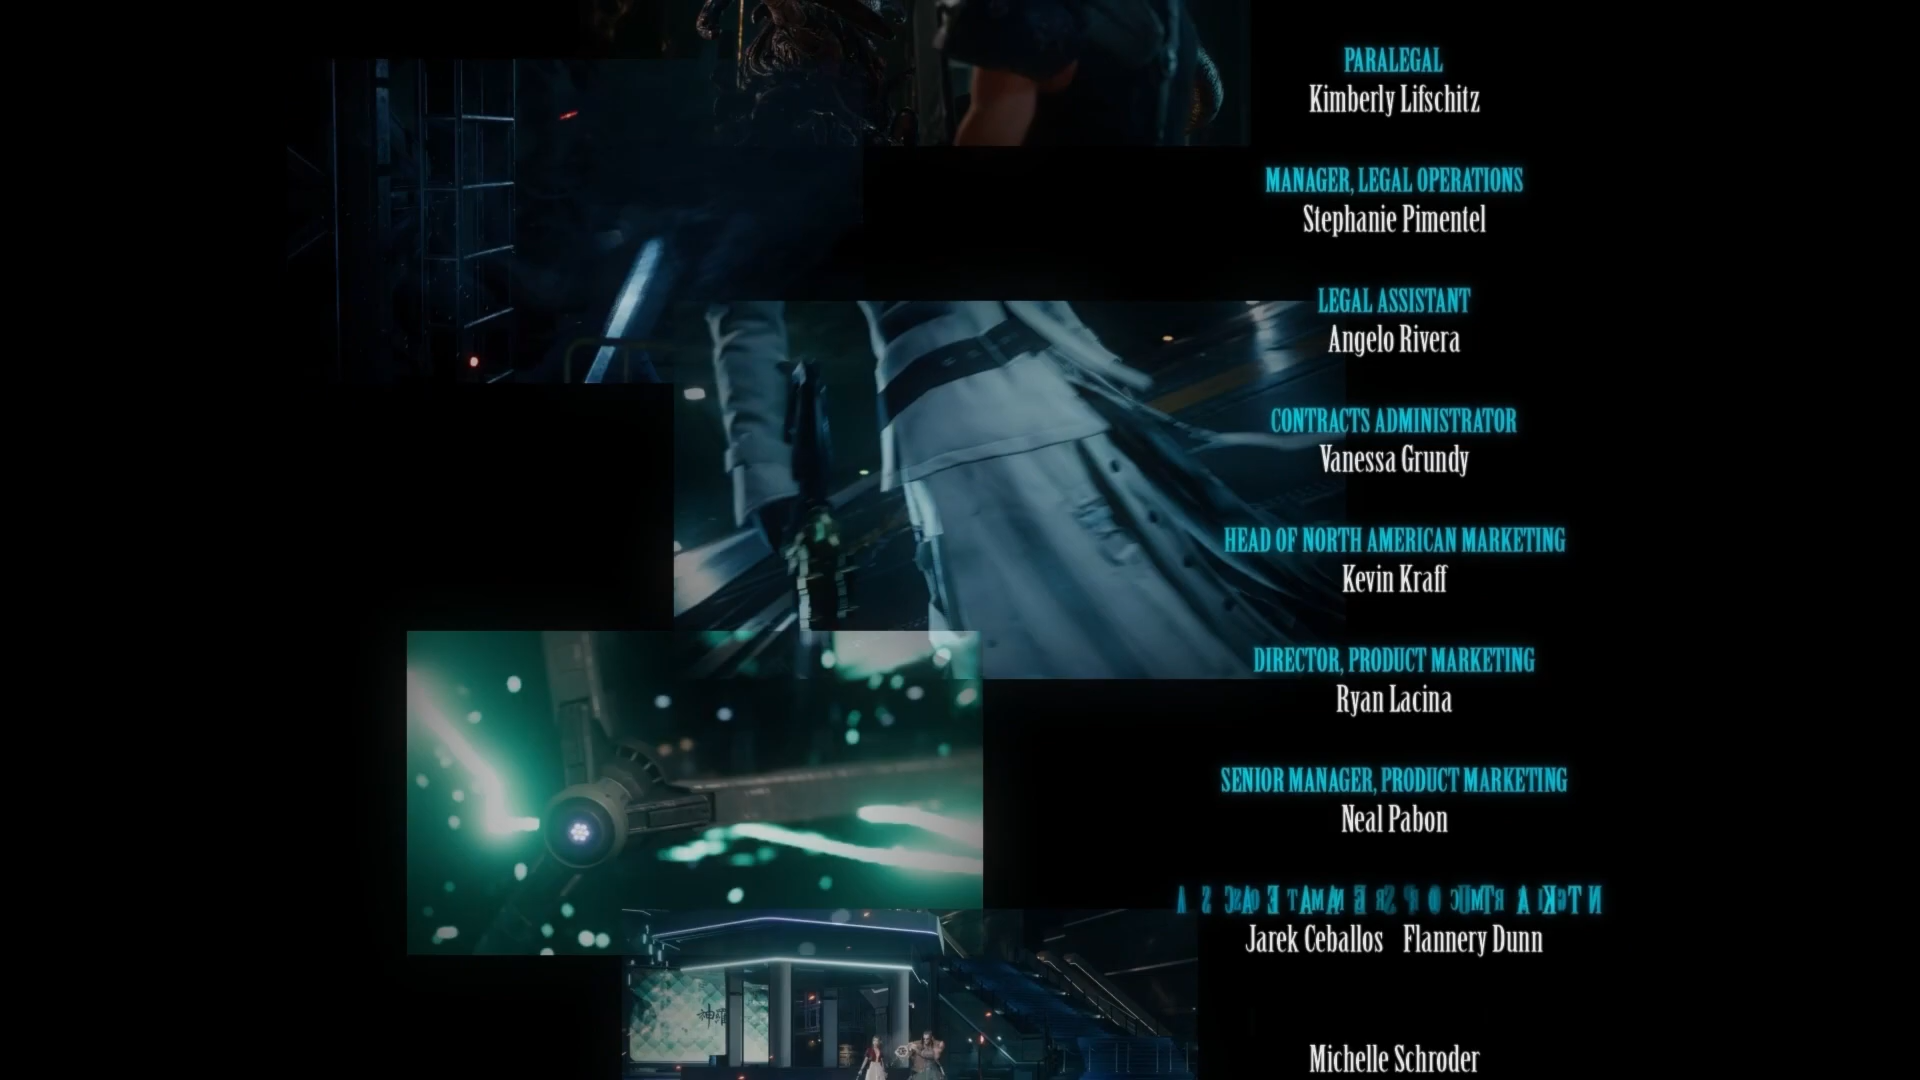 PARALEGAL
Kimberly Lifschitz
MANAGER, LEGAL OPERATIONS
Stephanie Pimentel
LEGAL ASSISTANT
Angelo Rivera
CONTRACTS ADMINISTRATOR
Vanessa Grundy
HEAD OF NORTH AMERICAN MARKETING
Kevin Kraff
DIRECTOR, PRODUCT MARKETING
Ryan Lacina
SENIOR MANAGER, PRODUCT MARKETING
Neal Pabon
Jarek Ceballos Flannery Dunn
神羅
Michelle Schroder